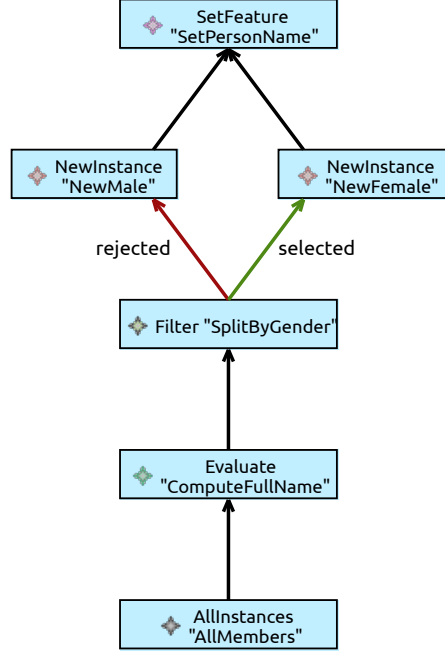 SetFeature
"SetPersonName"
NewInstance
"NewMale"
NewInstance
"NewFemale"
rejected
selected
Filter "SplitByGender"
Evaluate
"ComputeFullName"
AllInstances
"AllMembers"